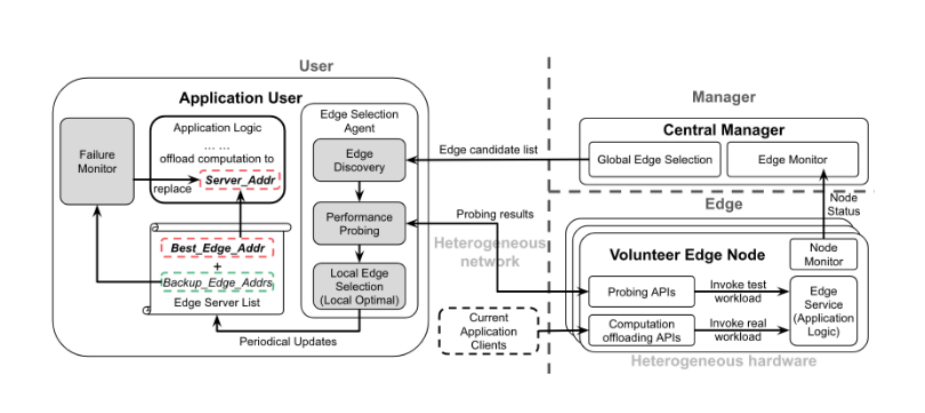 User
Application User
Failure
Monitor
Application Logic
... ...
offload computation to
Server_Addr
replace
Best_Edge_Addr
+
Backup_Edge_Addrs
Edge Server List
Periodical Updates
Edge Selection
Agent
Edge
Discovery
Performance
Probing
Local Edge
Selection
(Local Optimal)
Edge candidate list
Probing results
Heterogeneous
network
Current
Application
Clients
Manager
Central Manager
Global Edge Selection
Edge Monitor
Edge
Node
Status
Volunteer Edge Node
Node
Monitor
Probing APIs
Invoke test
workload
Computation
offloading APIs
Invoke real
workload
Edge
Service
(Application
Logic)
Heterogeneous hardware